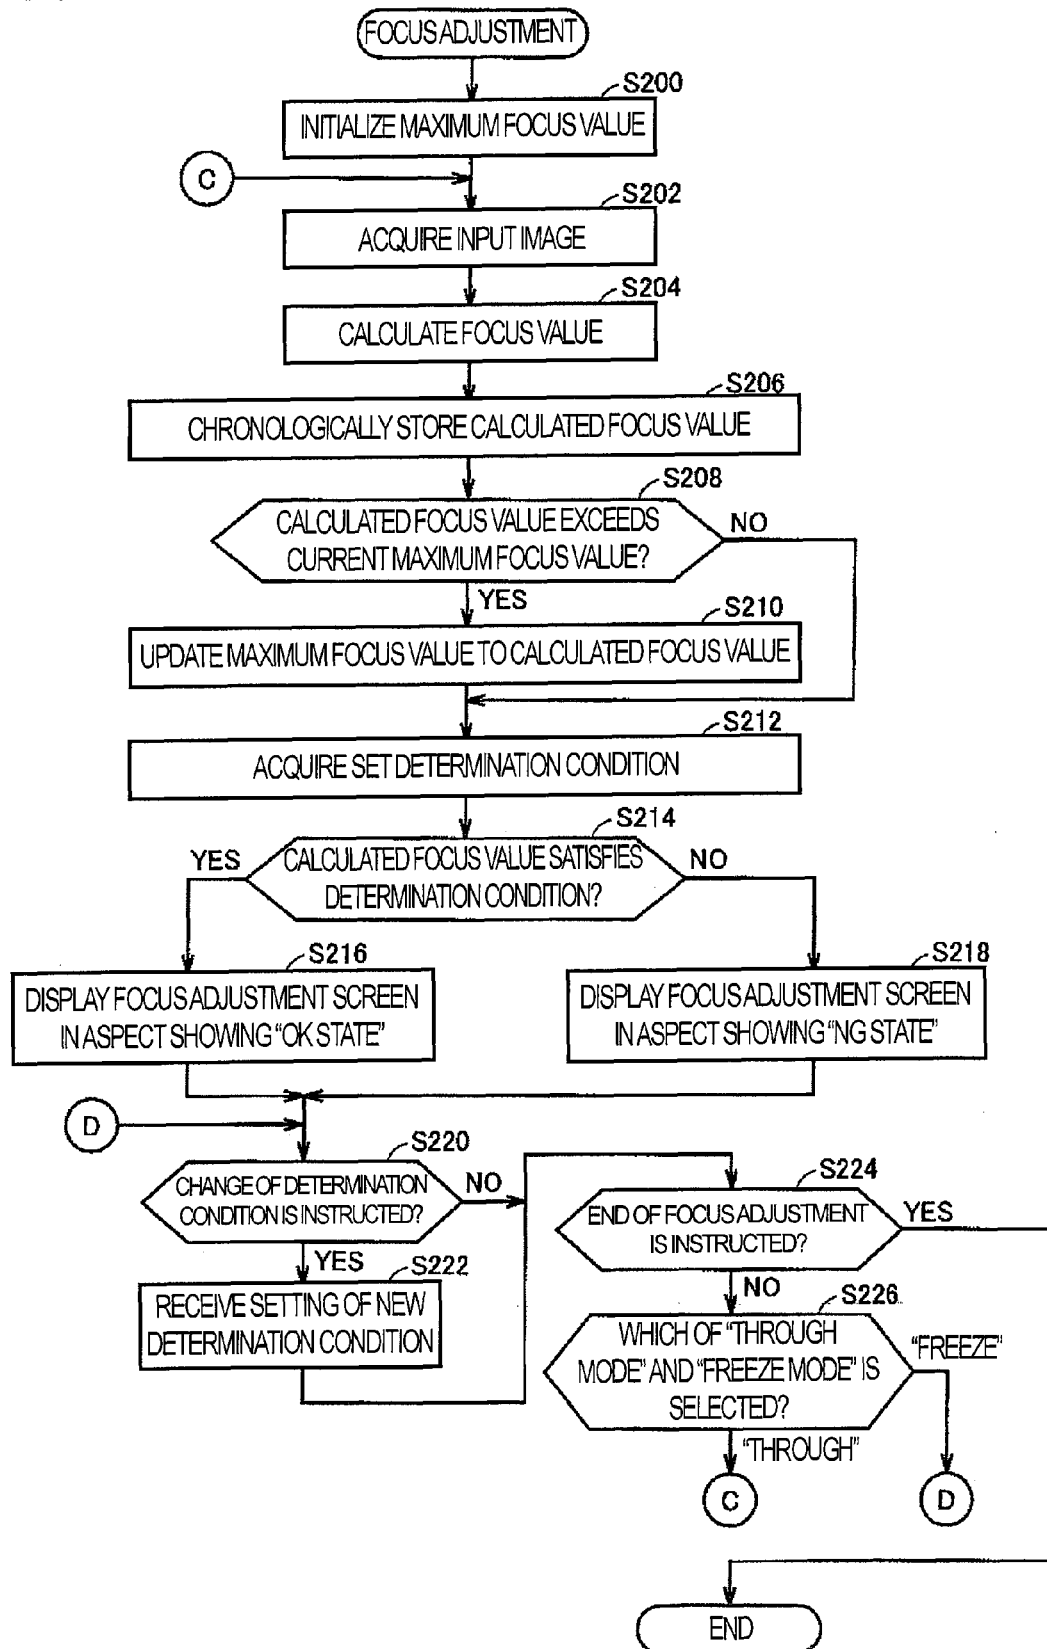 FOCUS ADJUSTMENT
S200
INITIALIZE MAXIMUM FOCUS VALUE
C
S202
ACQUIRE INPUT IMAGE
S204
CALCULATE FOCUS VALUE
S206
CHRONOLOGICALLY STORE CALCULATED FOCUS VALUE
S208
CALCULATED FOCUS VALUE EXCEEDS
CURRENT MAXIMUM FOCUS VALUE?
NO
YES
S210
UPDATE MAXIMUM FOCUS VALUE TO CALCULATED FOCUS VALUE
S212
ACQUIRE SET DETERMINATION CONDITION
S214
YES
CALCULATED FOCUS VALUE SATISFIES
DETERMINATION CONDITION?
NO
S216
DISPLAY FOCUS ADJUSTMENT SCREEN
IN ASPECT SHOWING “OK STATE”
S218
DISPLAY FOCUS ADJUSTMENT SCREEN
IN ASPECT SHOWING “NG STATE”
D
S220
CHANGE OF DETERMINATION
CONDITION IS INSTRUCTED?
NO
YES
S222
RECEIVE SETTING OF NEW
DETERMINATION CONDITION
S224
END OF FOCUS ADJUSTMENT
IS INSTRUCTED?
YES
NO
S226
WHICH OF “THROUGH
MODE” AND “FREEZE MODE” IS
SELECTED?
“FREEZE”
“THROUGH”
C
D
END